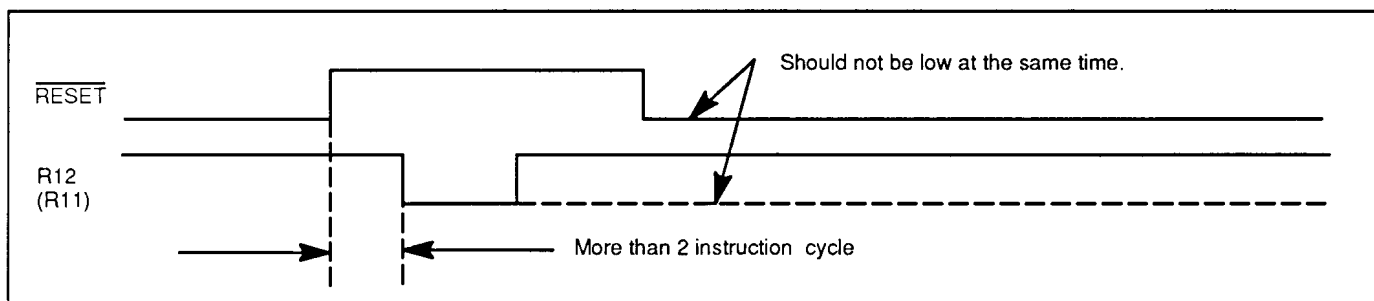 Should not be low at the same time.
RESET
R12
(R11)
More than 2 instruction cycle